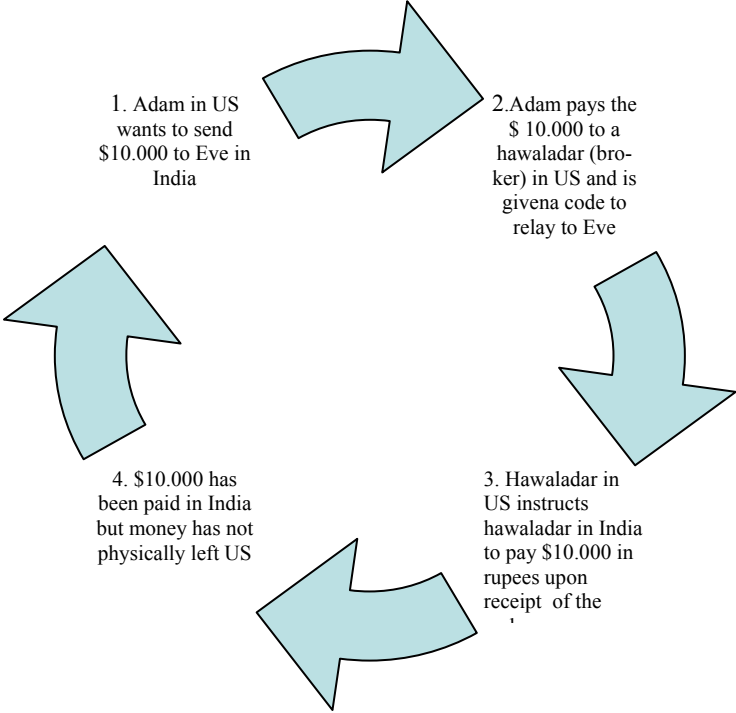 1. Adam in US
wants to send
$10.000 to Eve in
India
2.Adam pays the
$ 10.000 to a
hawaladar (bro-
ker) in US and is
givena code to
relay to Eve
3. Hawaladar in
US instructs
hawaladar in India
to pay $10.000 in
rupees upon
receipt of the
4. $10.000 has
been paid in India
but money has not
physically left US